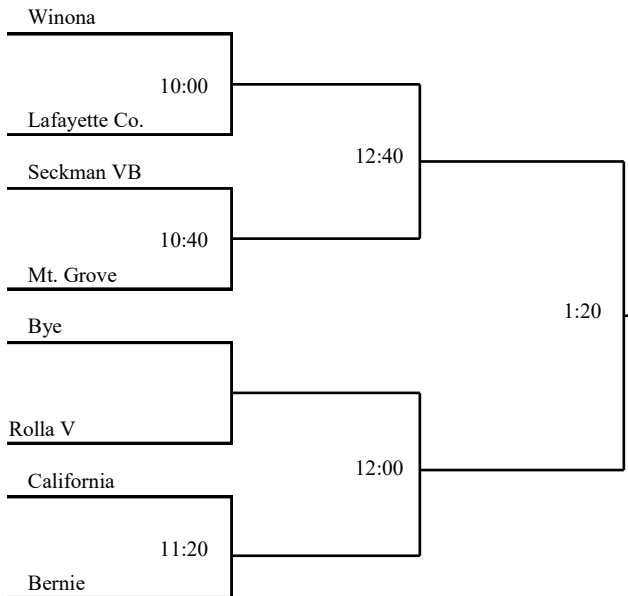 Winona
10:00
Lafayette Co.
12:40
Seckman VB
10:40
Mt. Grove
1:20
Bye
Rolla V
12:00
California
11:20
Bernie